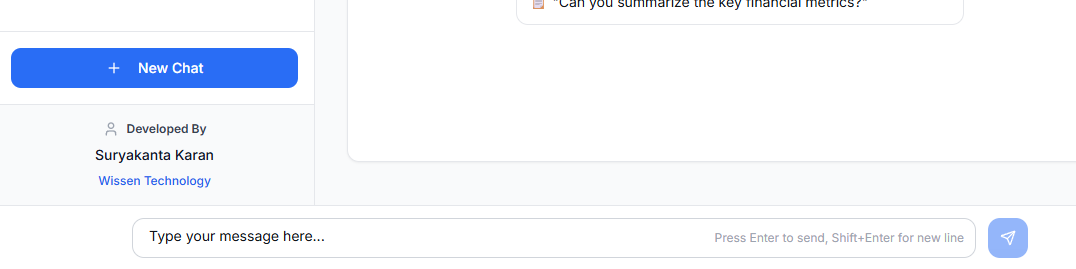 "Can you summarize the key financial metrics?"
+ New Chat
Developed By
Suryakanta Karan
Wissen Technology
Type your message here...
Press Enter to send, Shift+Enter for new line